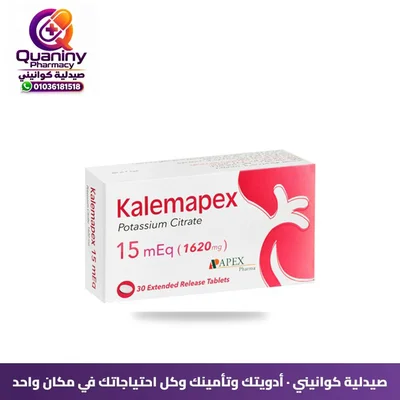 Quaniny
Pharmacy
صيدلية كوانيني
01036181518
Kalemapex
Potassium Citrate
15 mEq (1620mg)
APEX
Pharma
30 Extended Release Tablets
Kalemapex 15 mEq
صيدلية كوانيني - أدويتك وتأمينك وكل احتياجاتك في مكان واحد